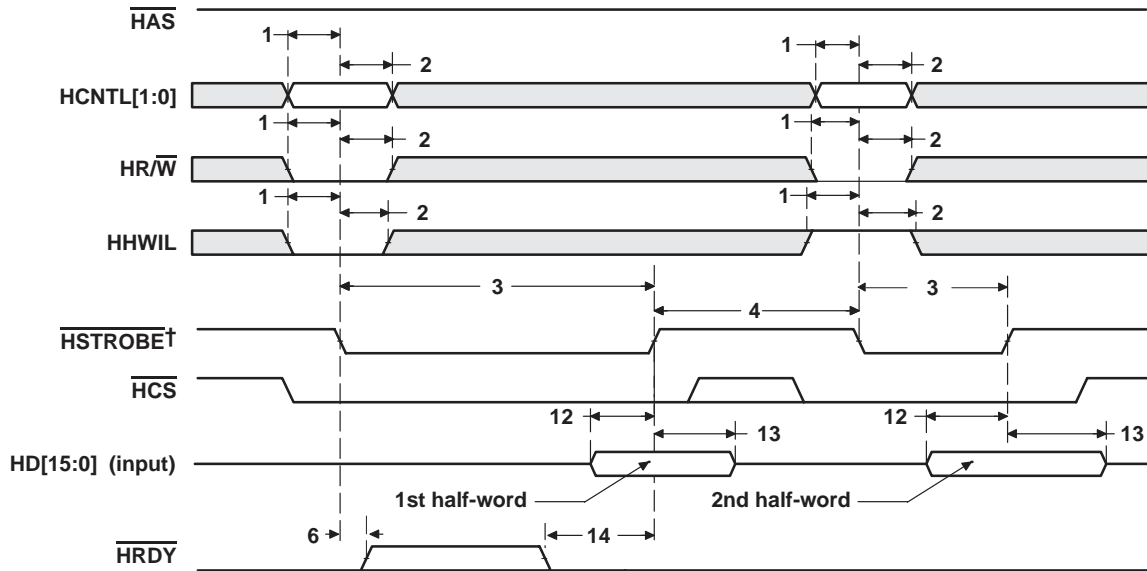 HAS
1
1
2
2
HCNTL[1:0]
1
1
2
2
HR/W
1
1
2
2
HHWIL
3
3
4
HSTROBE†
HCS
12
12
13
13
HD[15:0] (input)
1st half-word
2nd half-word
6
14
HRDY